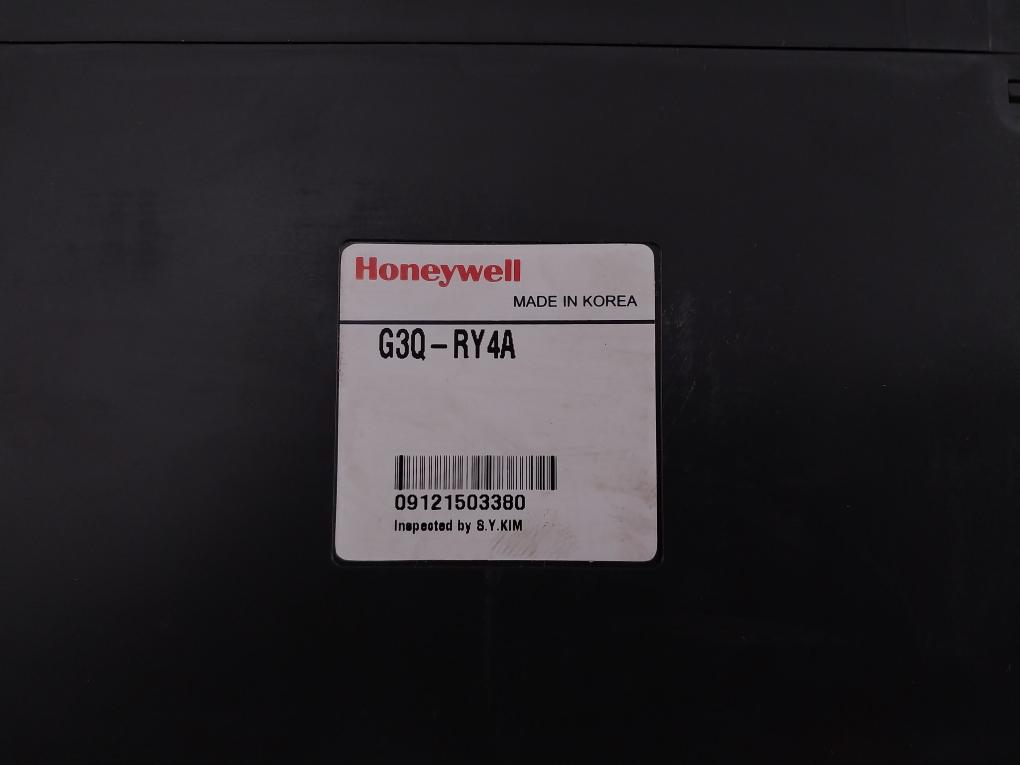 Honeywell
MADE IN KOREA
G3Q-RY4A
09121503380
Inspected by S.Y.KIM